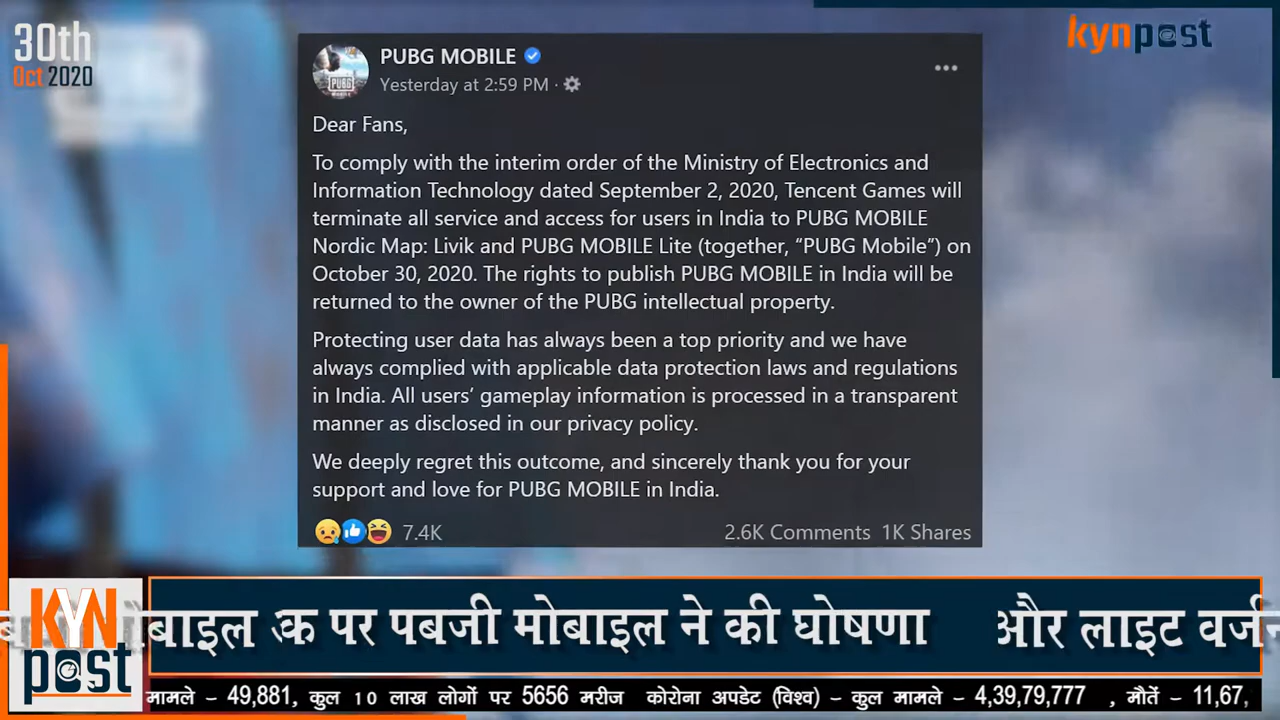 30th
Oct 2020
kynpost
PUBG MOBILE
Yesterday at 2:59 PM ·
Dear Fans,
To comply with the interim order of the Ministry of Electronics and
Information Technology dated September 2, 2020, Tencent Games will
terminate all service and access for users in India to PUBG MOBILE
Nordic Map: Livik and PUBG MOBILE Lite (together, “PUBG Mobile”) on
October 30, 2020. The rights to publish PUBG MOBILE in India will be
returned to the owner of the PUBG intellectual property.
Protecting user data has always been a top priority and we have
always complied with applicable data protection laws and regulations
in India. All users’ gameplay information is processed in a transparent
manner as disclosed in our privacy policy.
We deeply regret this outcome, and sincerely thank you for your
support and love for PUBG MOBILE in India.
7.4K 2.6K Comments 1K Shares
KYN
post
पर पबजी मोबाइल ने की घोषणा और लाइट
मामले – 49,881, कुल 10 लाख लोगों पर 5656 मरीज कोरोना अपडेट (विश्व) – कुल मामले – 4,39,79,777 , मौतें – 11,67,